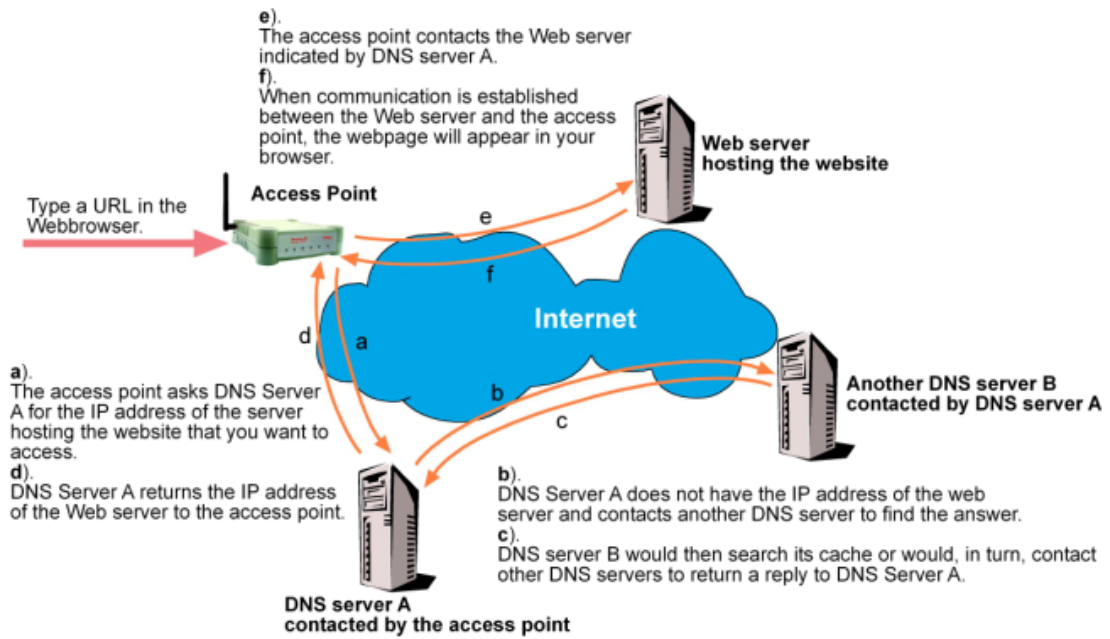 e).
The access point contacts the Web server
indicated by DNS server A.
f).
When communication is established
between the Web server and the access
point, the webpage will appear in your
browser.
Web server
hosting the website
Access Point
Type a URL in the
Webbrowser.
e
f
Internet
d
a
b
c
Another DNS server B
contacted by DNS server A
a).
The access point asks DNS Server
A for the IP address of the server
hosting the website that you want to
access.
d).
DNS Server A returns the IP address
of the Web server to the access point.
b).
DNS Server A does not have the IP address of the web
server and contacts another DNS server to find the answer.
c).
DNS server B would then search its cache or would, in turn, contact
other DNS servers to return a reply to DNS Server A.
DNS server A
contacted by the access point